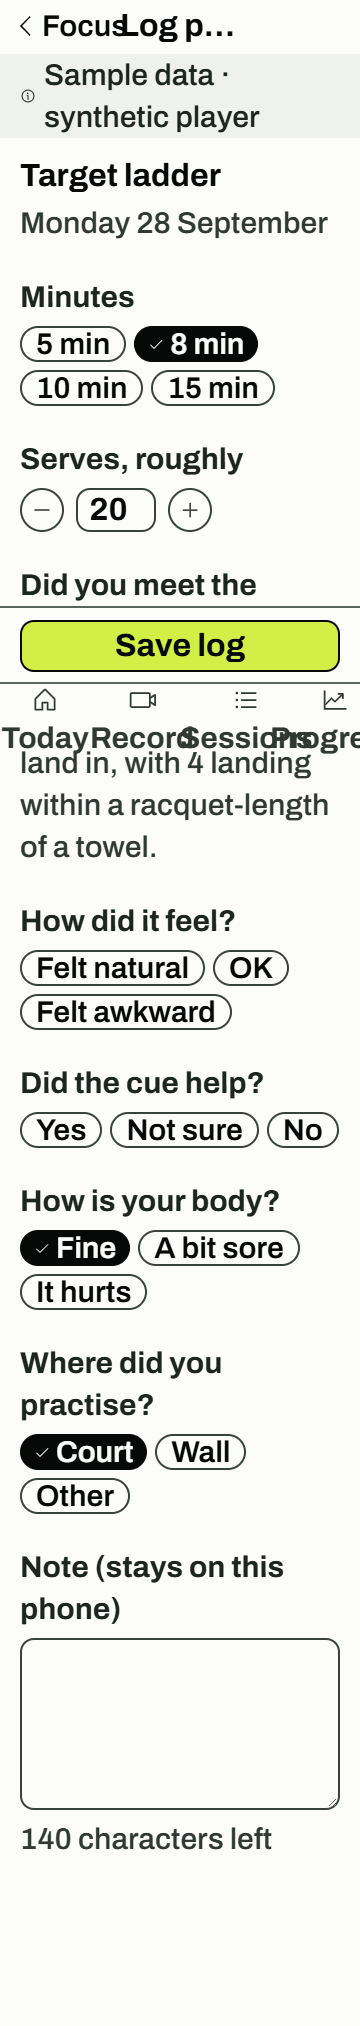 Focus
Log p…
Sample data ·
synthetic player
Target ladder
Monday 28 September
Minutes
5 min
8 min
10 min
15 min
Serves, roughly
20
Did you meet the
Save log
Today
Record
Sessions
Progre
land in, with 4 landing
within a racquet-length
of a towel.
How did it feel?
Felt natural
OK
Felt awkward
Did the cue help?
Yes
Not sure
No
How is your body?
Fine
A bit sore
It hurts
Where did you
practise?
Court
Wall
Other
Note (stays on this
phone)
140 characters left